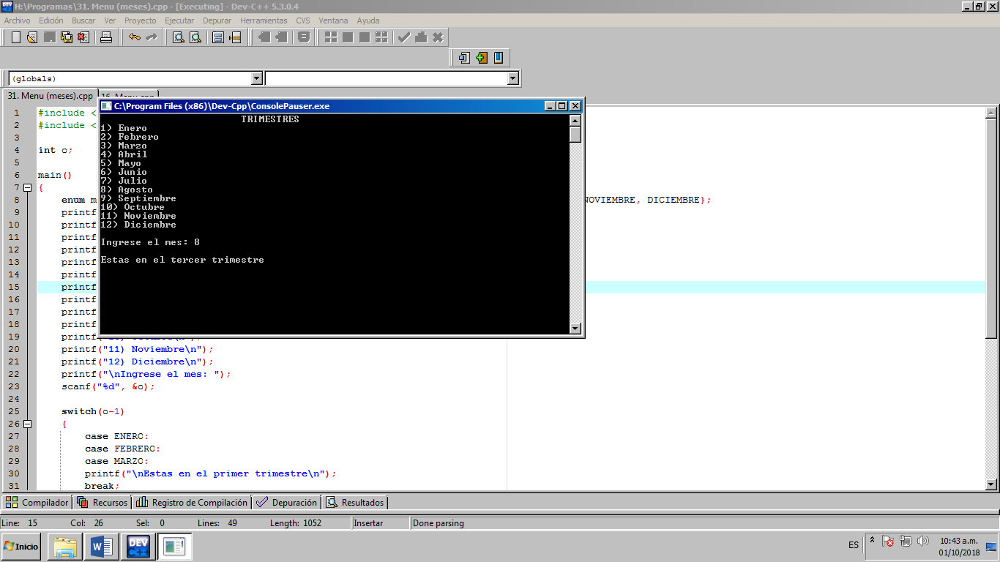 H:\Programas\31. Menu (meses).cpp - [Executing] - Dev-C++ 5.3.0.4
Archivo Edición Buscar Ver Proyecto Ejecutar Depurar Herramientas CVS Ventana Ayuda
(globals)
31. Menu (meses).cpp 16. Menu.cpp
C:\Program Files (x86)\Dev-Cpp\ConsolePauser.exe
TRIMESTRES
1) Enero
2) Febrero
3) Marzo
4) Abril
5) Mayo
6) Junio
7) Julio
8) Agosto
9) Septiembre
10) Octubre
11) Noviembre
12) Diciembre
Ingrese el mes: 8
Estas en el tercer trimestre
1 #include <
2 #include <
3
4 int o;
5
6 main()
7 {
8 enum m NOVIEMBRE, DICIEMBRE};
9 printf
10 printf
11 printf
12 printf
13 printf
14 printf
15 printf
16 printf
17 printf
18 printf
19 printf("10) Octubre\n");
20 printf("11) Noviembre\n");
21 printf("12) Diciembre\n");
22 printf("\nIngrese el mes: ");
23 scanf("%d", &o);
24
25 switch(o-1)
26 {
27 case ENERO:
28 case FEBRERO:
29 case MARZO:
30 printf("\nEstas en el primer trimestre\n");
31 break;
Compilador Recursos Registro de Compilación Depuración Resultados
Line: 15 Col: 26 Sel: 0 Lines: 49 Length: 1052 Insertar Done parsing
Inicio
DEV C++
ES
10:43 a.m.
01/10/2018